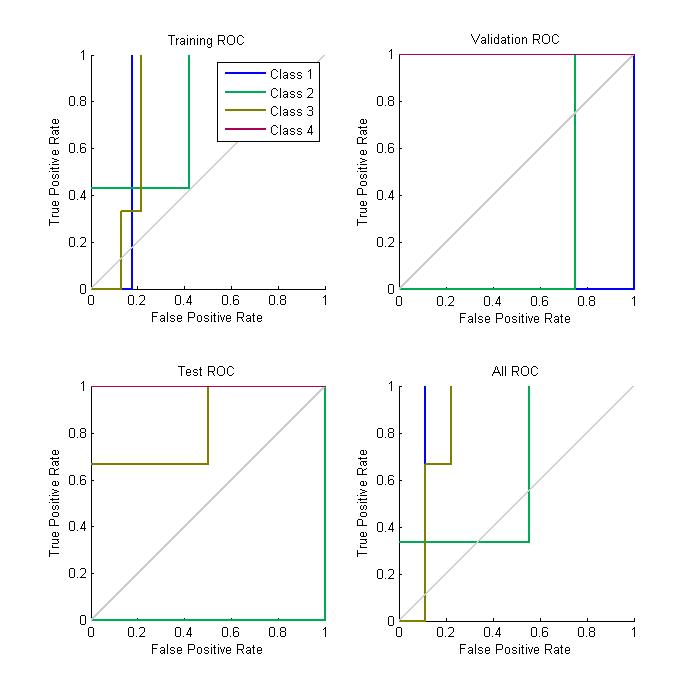 Training ROC
1
0.8
0.6
0.4
0.2
0
True Positive Rate
Class 1
Class 2
Class 3
Class 4
0 0.2 0.4 0.6 0.8 1
False Positive Rate
Validation ROC
1
0.8
0.6
0.4
0.2
0
True Positive Rate
0 0.2 0.4 0.6 0.8 1
False Positive Rate
Test ROC
1
0.8
0.6
0.4
0.2
0
True Positive Rate
0 0.2 0.4 0.6 0.8 1
False Positive Rate
All ROC
1
0.8
0.6
0.4
0.2
0
True Positive Rate
0 0.2 0.4 0.6 0.8 1
False Positive Rate